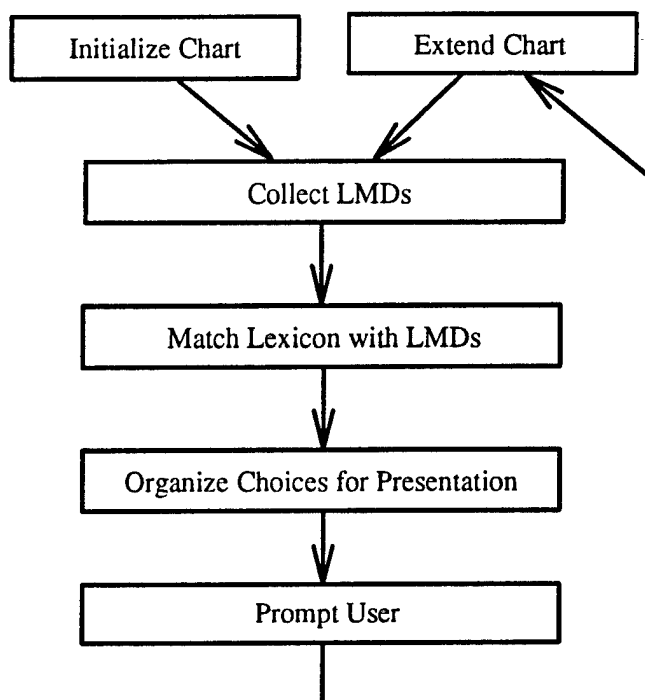 Initialize Chart
Extend Chart
Collect LMDs
Match Lexicon with LMDs
Organize Choices for Presentation
Prompt User